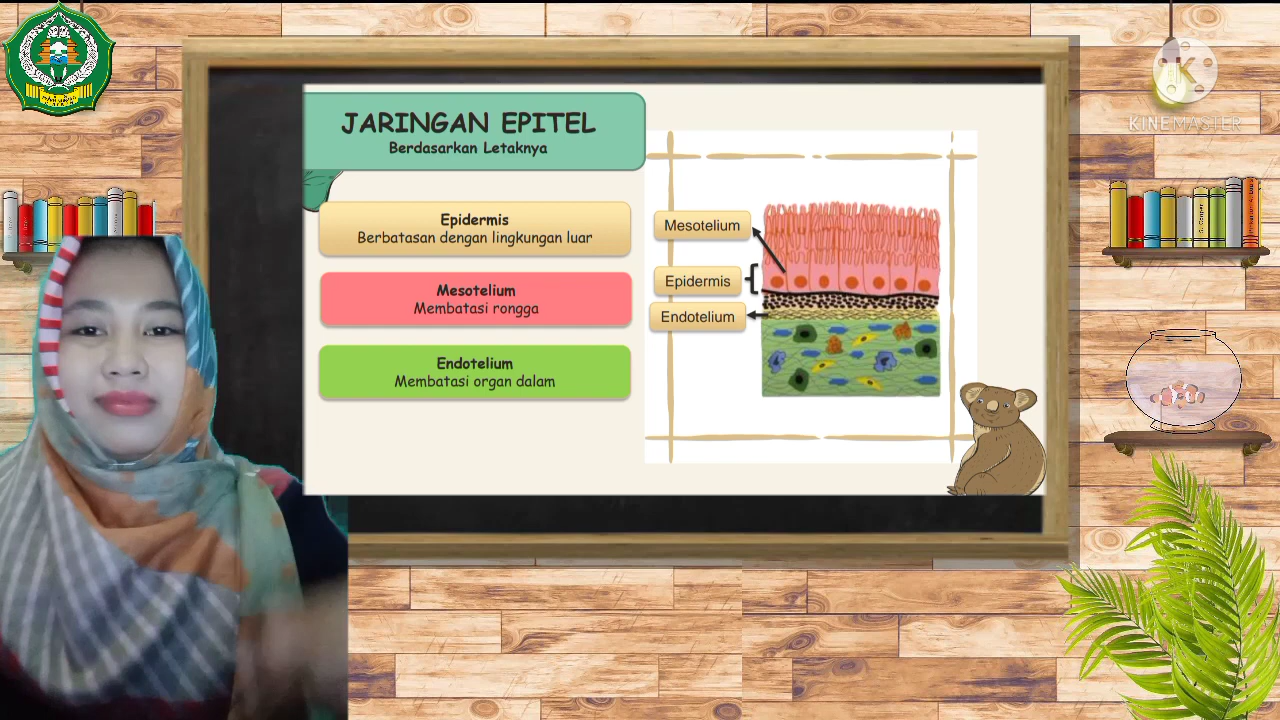 JARINGAN EPITEL
Berdasarkan Letaknya
Epidermis
Berbatasan dengan lingkungan luar
Mesotelium
Membatasi rongga
Endotelium
Membatasi organ dalam
Mesotelium
Epidermis
Endotelium
K
KINEMASTER